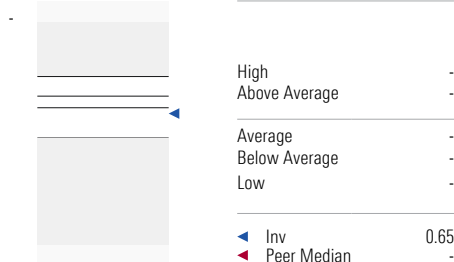 -
High -
Above Average -
Average -
Below Average -
Low -
Inv 0.65
Peer Median -